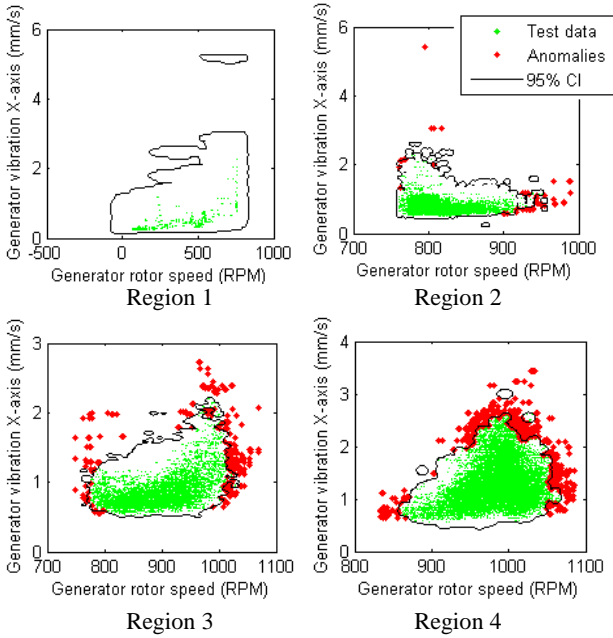 Generator vibration X-axis (mm/s)
6
4
2
0
-500 0 500 1000
Generator rotor speed (RPM)
Region 1
Generator vibration X-axis (mm/s)
6
4
2
0
700 800 900 1000
Generator rotor speed (RPM)
Region 2
Test data
Anomalies
95% CI
Generator vibration X-axis (mm/s)
3
2
1
0
700 800 900 1000 1100
Generator rotor speed (RPM)
Region 3
Generator vibration X-axis (mm/s)
4
3
2
1
0
800 900 1000 1100
Generator rotor speed (RPM)
Region 4